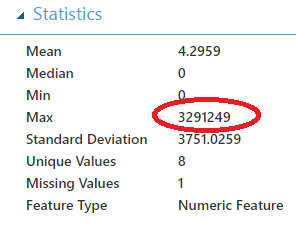 Statistics
Mean 4.2959
Median 0
Min 0
Max 3291249
Standard Deviation 3751.0259
Unique Values 8
Missing Values 1
Feature Type Numeric Feature